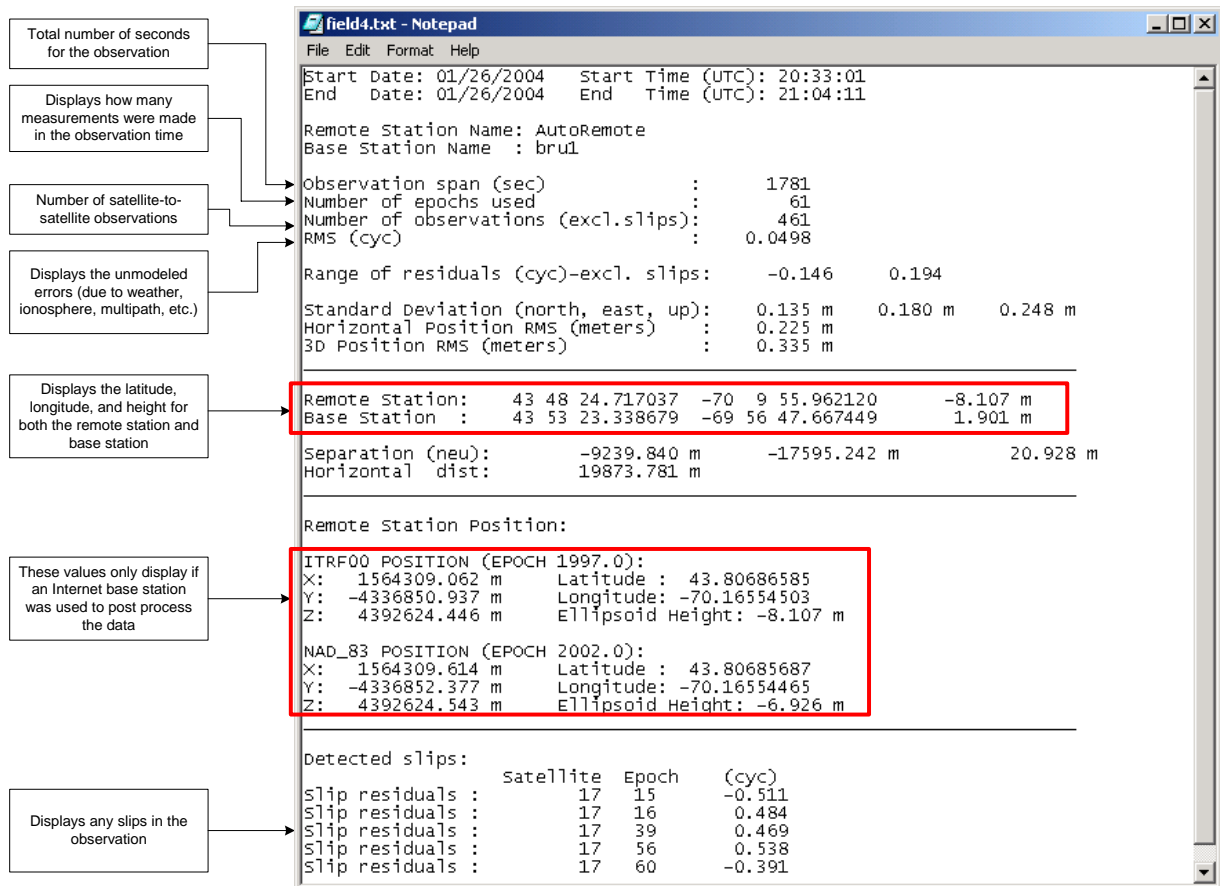 Total number of seconds
for the observation
Displays how many
measurements were made
in the observation time
Number of satellite-to-
satellite observations
Displays the unmodeled
errors (due to weather,
ionosphere, multipath, etc.)
Displays the latitude,
longitude, and height for
both the remote station and
base station
These values only display if
an Internet base station
was used to post process
the data
Displays any slips in the
observation
field4.txt - Notepad
File Edit Format Help
Start Date: 01/26/2004 Start Time (UTC): 20:33:01
End Date: 01/26/2004 End Time (UTC): 21:04:11
Remote Station Name: AutoRemote
Base Station Name : bru1
Observation span (sec) : 1781
Number of epochs used : 61
Number of observations (excl.slips): 461
RMS (cyc) : 0.0498
Range of residuals (cyc)-excl. slips: -0.146 0.194
Standard Deviation (north, east, up): 0.135 m 0.180 m 0.248 m
Horizontal Position RMS (meters) : 0.225 m
3D Position RMS (meters) : 0.335 m
Remote Station: 43 48 24.717037 -70 9 55.962120 -8.107 m
Base Station : 43 53 23.338679 -69 56 47.667449 1.901 m
Separation (neu): -9239.840 m -17595.242 m 20.928 m
Horizontal dist: 19873.781 m
Remote Station Position:
ITRF00 POSITION (EPOCH 1997.0):
X: 1564309.062 m Latitude : 43.80686585
Y: -4336850.937 m Longitude: -70.16554503
Z: 4392624.446 m Ellipsoid Height: -8.107 m
NAD_83 POSITION (EPOCH 2002.0):
X: 1564309.614 m Latitude : 43.80685687
Y: -4336852.377 m Longitude: -70.16554465
Z: 4392624.543 m Ellipsoid Height: -6.926 m
Detected slips:
Satellite Epoch (cyc)
Slip residuals : 17 15 -0.511
Slip residuals : 17 16 0.484
Slip residuals : 17 39 0.469
Slip residuals : 17 56 0.538
Slip residuals : 17 60 -0.391